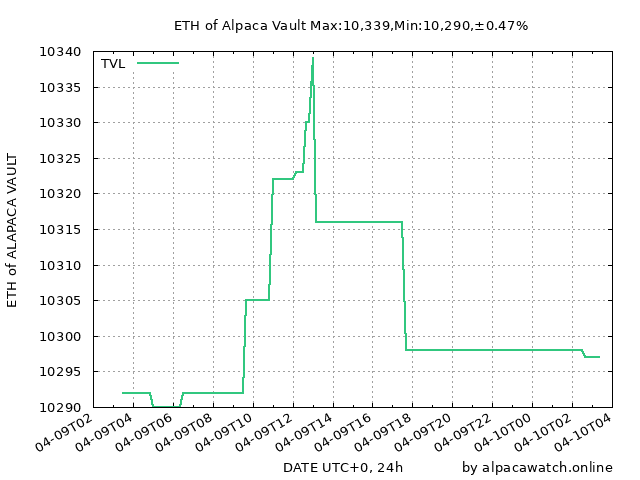 ETH of Alpaca Vault Max:10,339,Min:10,290,±0.47%
TVL
ETH of ALAPACA VAULT
10340
10335
10330
10325
10320
10315
10310
10305
10300
10295
10290
04-09T02
04-09T04
04-09T06
04-09T08
04-09T10
04-09T12
04-09T14
04-09T16
04-09T18
04-09T20
04-09T22
04-10T00
04-10T02
04-10T04
DATE UTC+0, 24h
by alpacawatch.online